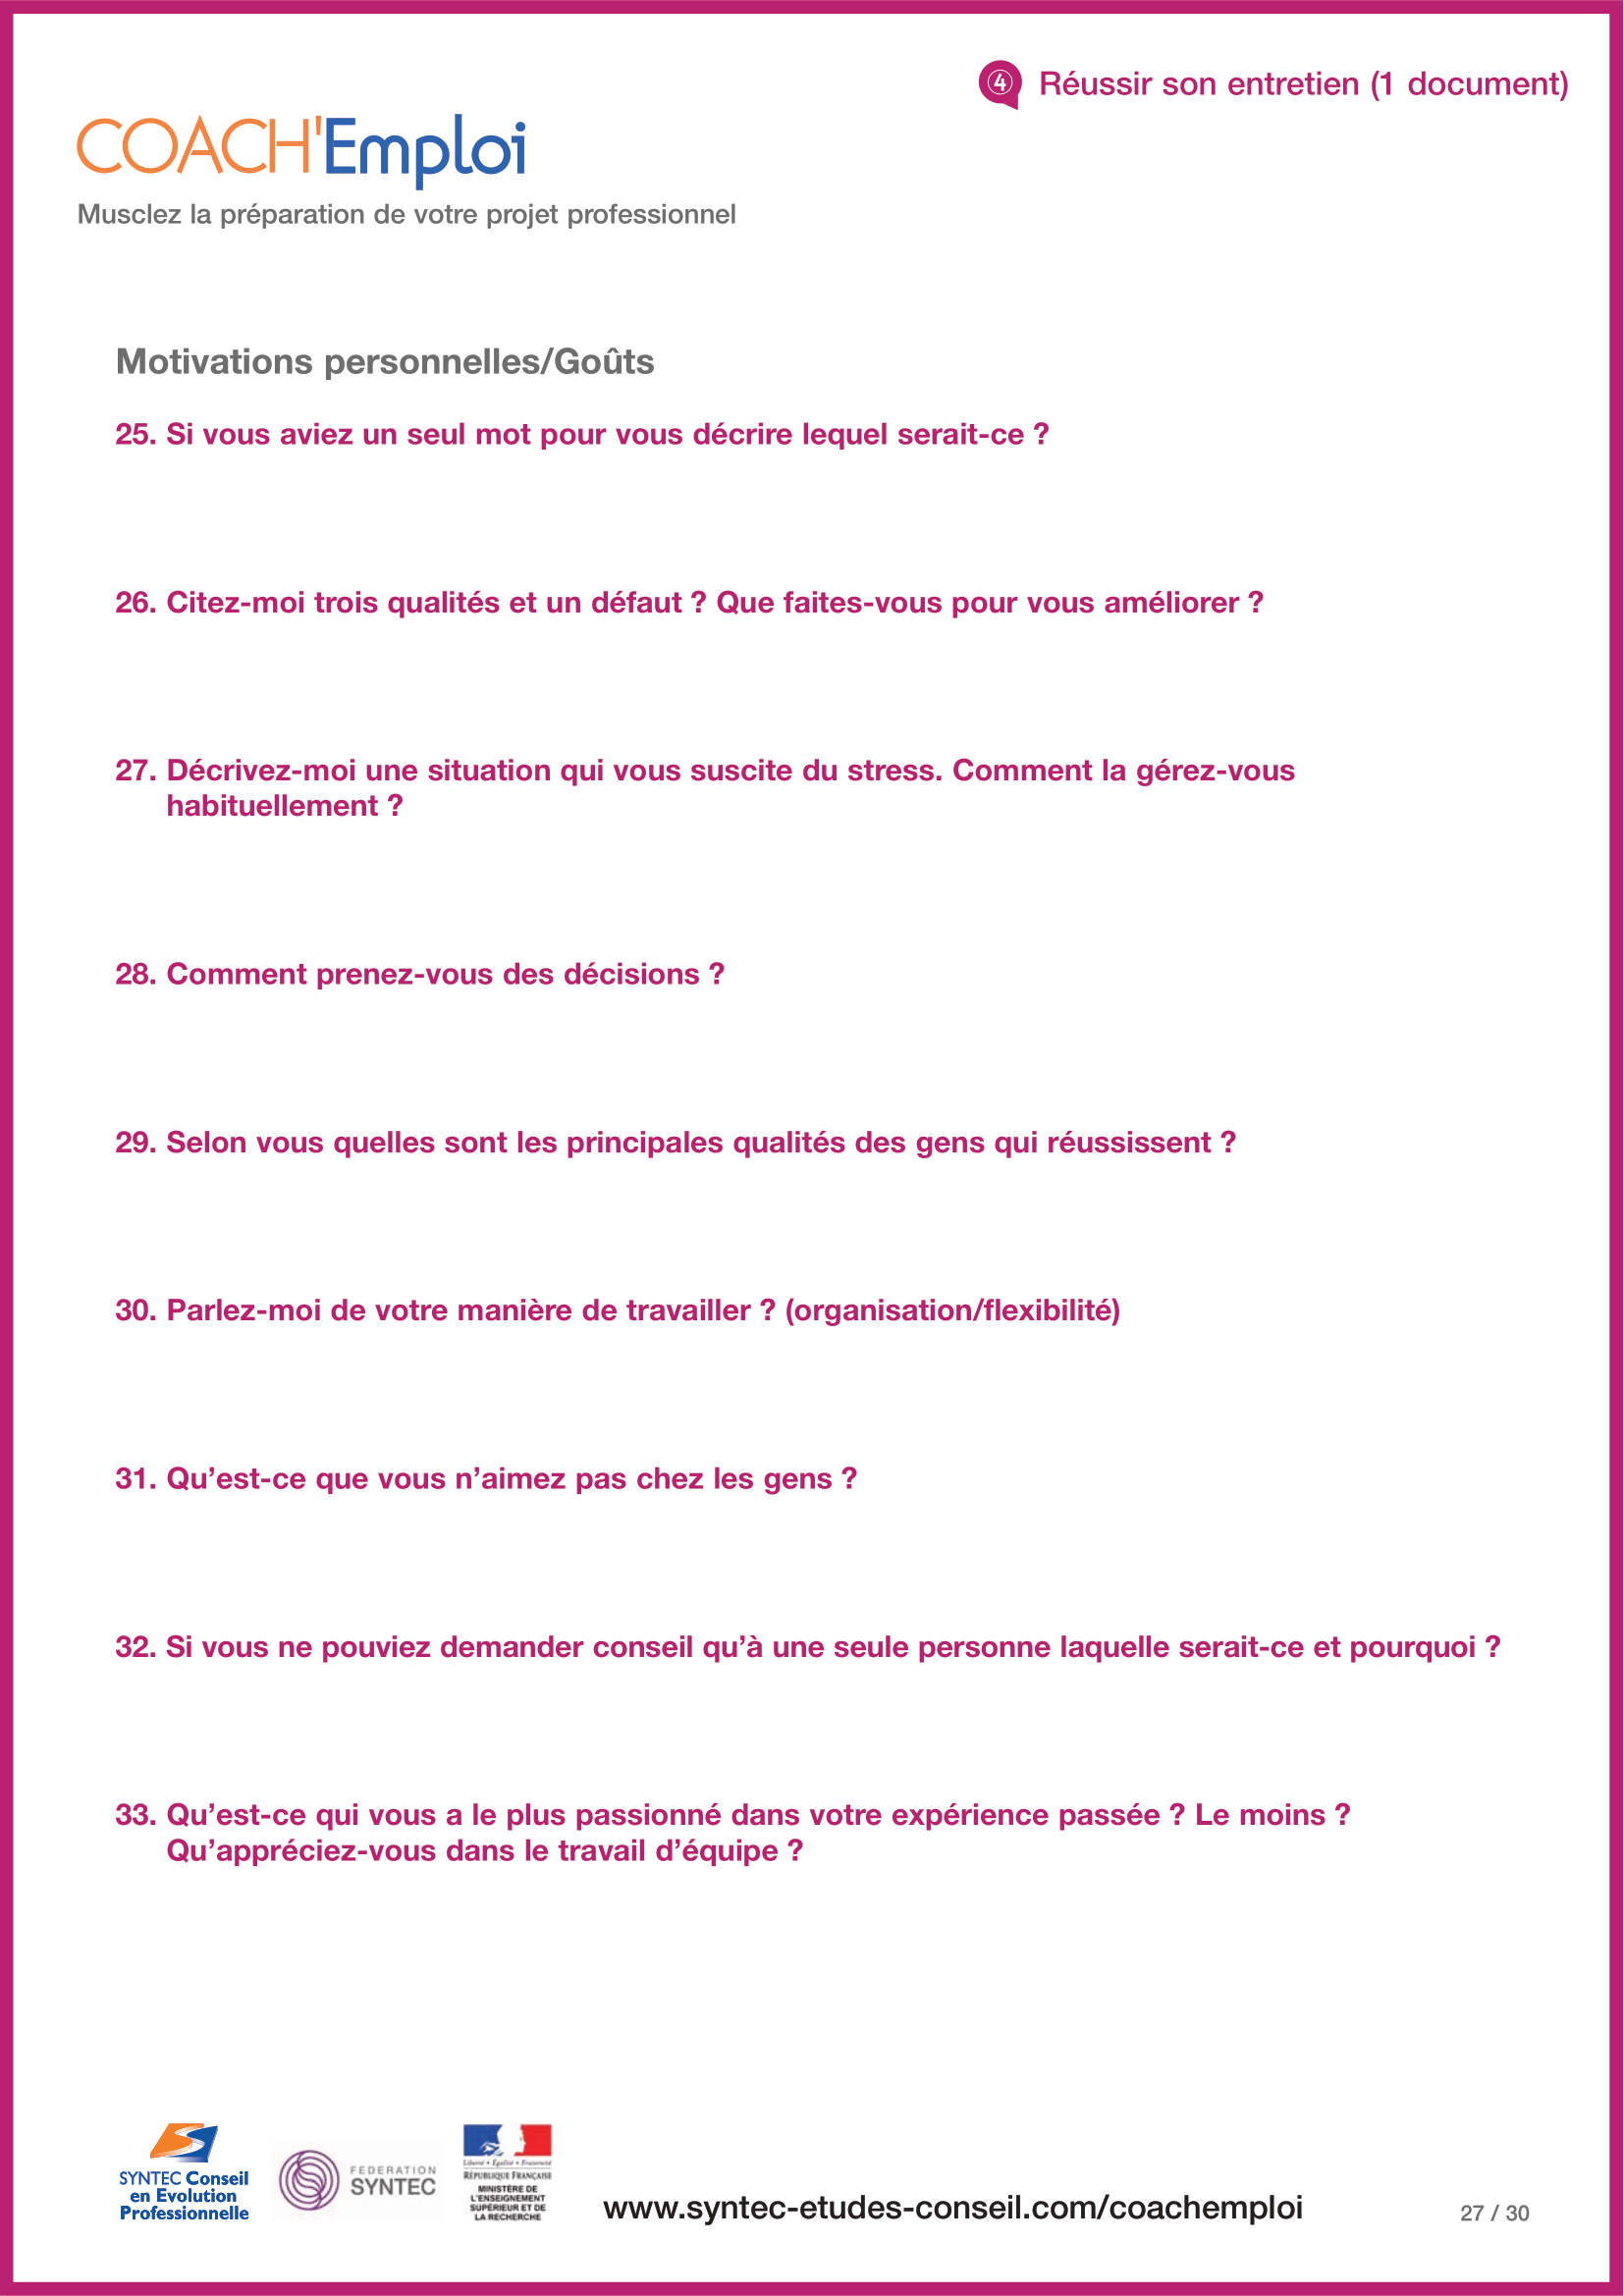 4 Réussir son entretien (1 document)
COACH'Emploi
Musclez la préparation de votre projet professionnel
Motivations personnelles/Goûts
25. Si vous aviez un seul mot pour vous décrire lequel serait-ce ?
26. Citez-moi trois qualités et un défaut ? Que faites-vous pour vous améliorer ?
27. Décrivez-moi une situation qui vous suscite du stress. Comment la gérez-vous
habituellement ?
28. Comment prenez-vous des décisions ?
29. Selon vous quelles sont les principales qualités des gens qui réussissent ?
30. Parlez-moi de votre manière de travailler ? (organisation/flexibilité)
31. Qu’est-ce que vous n’aimez pas chez les gens ?
32. Si vous ne pouviez demander conseil qu’à une seule personne laquelle serait-ce et pourquoi ?
33. Qu’est-ce qui vous a le plus passionné dans votre expérience passée ? Le moins ?
Qu’appréciez-vous dans le travail d’équipe ?
SYNTEC Conseil
en Evolution
Professionnelle
FEDERATION
SYNTEC
Liberté • Égalité • Fraternité
RÉPUBLIQUE FRANÇAISE
MINISTÈRE DE
L'ENSEIGNEMENT
SUPÉRIEUR ET DE
LA RECHERCHE
www.syntec-etudes-conseil.com/coachemploi
27 / 30